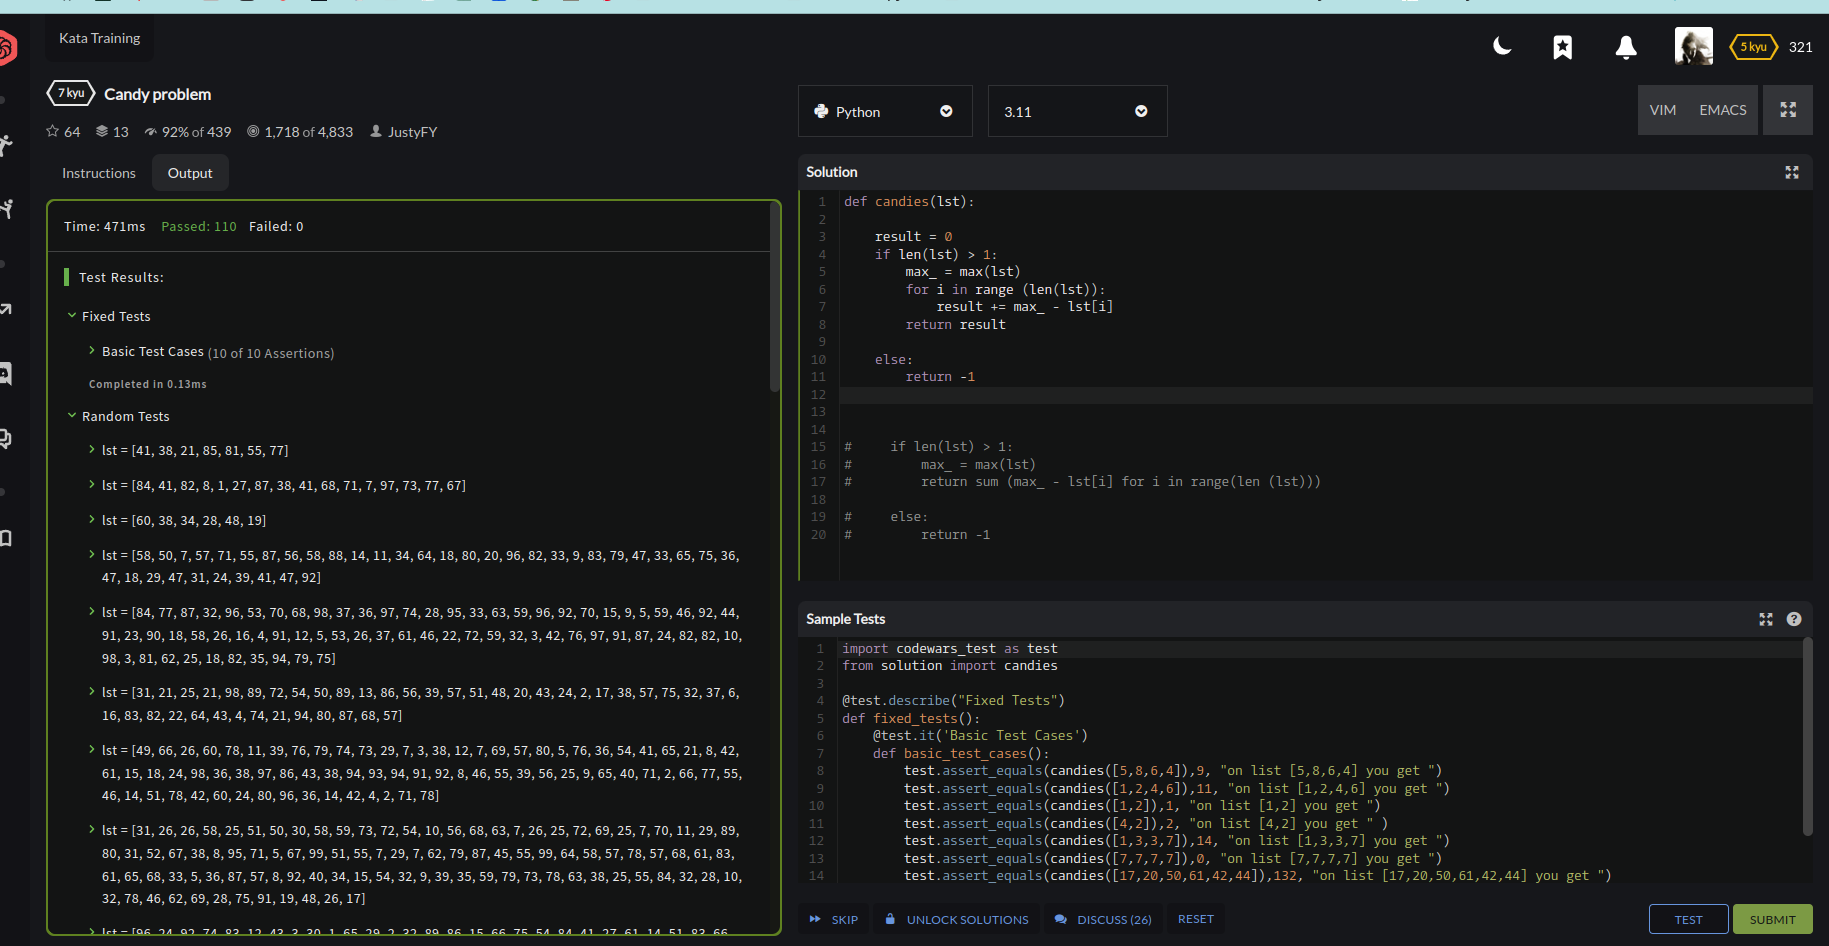 Kata Training
5 kyu 321
7 kyu Candy problem
64 13 92% of 439 1,718 of 4,833 JustyFY
Python 3.11 VIM EMACS
Instructions Output
Time: 471ms Passed: 110 Failed: 0
Test Results:
Fixed Tests
Basic Test Cases (10 of 10 Assertions)
Completed in 0.13ms
Random Tests
lst = [41, 38, 21, 85, 81, 55, 77]
lst = [84, 41, 82, 8, 1, 27, 87, 38, 41, 68, 71, 7, 97, 73, 77, 67]
lst = [60, 38, 34, 28, 48, 19]
lst = [58, 50, 7, 57, 71, 55, 87, 56, 58, 88, 14, 11, 34, 64, 18, 80, 20, 96, 82, 33, 9, 83, 79, 47, 33, 65, 75, 36,
47, 18, 29, 47, 31, 24, 39, 41, 47, 92]
lst = [84, 77, 87, 32, 96, 53, 70, 68, 98, 37, 36, 97, 74, 28, 95, 33, 63, 59, 96, 92, 70, 15, 9, 5, 59, 46, 92, 44,
91, 23, 90, 18, 58, 26, 16, 4, 91, 12, 5, 53, 26, 37, 61, 46, 22, 72, 59, 32, 3, 42, 76, 97, 91, 87, 24, 82, 82, 10,
98, 3, 81, 62, 25, 18, 82, 35, 94, 79, 75]
lst = [31, 21, 25, 21, 98, 89, 72, 54, 50, 89, 13, 86, 56, 39, 57, 51, 48, 20, 43, 24, 2, 17, 38, 57, 75, 32, 37, 6,
16, 83, 82, 22, 64, 43, 4, 74, 21, 94, 80, 87, 68, 57]
lst = [49, 66, 26, 60, 78, 11, 39, 76, 79, 74, 73, 29, 7, 3, 38, 12, 7, 69, 57, 80, 5, 76, 36, 54, 41, 65, 21, 8, 42,
61, 15, 18, 24, 98, 36, 38, 97, 86, 43, 38, 94, 93, 94, 91, 92, 8, 46, 55, 39, 56, 25, 9, 65, 40, 71, 2, 66, 77, 55,
46, 14, 51, 78, 42, 60, 24, 80, 96, 36, 14, 42, 4, 2, 71, 78]
lst = [31, 26, 26, 58, 25, 51, 50, 30, 58, 59, 73, 72, 54, 10, 56, 68, 63, 7, 26, 25, 72, 69, 25, 7, 70, 11, 29, 89,
80, 31, 52, 67, 38, 8, 95, 71, 5, 67, 99, 51, 55, 7, 29, 7, 62, 79, 87, 45, 55, 99, 64, 58, 57, 78, 57, 68, 61, 83,
61, 65, 68, 33, 5, 36, 87, 57, 8, 92, 40, 34, 15, 54, 32, 9, 39, 35, 59, 79, 73, 78, 63, 38, 25, 55, 84, 32, 28, 10,
32, 78, 46, 62, 69, 28, 75, 91, 19, 48, 26, 17]
Solution
1 def candies(lst):
2
3 result = 0
4 if len(lst) > 1:
5 max_ = max(lst)
6 for i in range (len(lst)):
7 result += max_ - lst[i]
8 return result
9
10 else:
11 return -1
12
13
14
15 # if len(lst) > 1:
16 # max_ = max(lst)
17 # return sum (max_ - lst[i] for i in range(len (lst)))
18
19 # else:
20 # return -1
Sample Tests
1 import codewars_test as test
2 from solution import candies
3
4 @test.describe("Fixed Tests")
5 def fixed_tests():
6 @test.it('Basic Test Cases')
7 def basic_test_cases():
8 test.assert_equals(candies([5,8,6,4]),9, "on list [5,8,6,4] you get ")
9 test.assert_equals(candies([1,2,4,6]),11, "on list [1,2,4,6] you get ")
10 test.assert_equals(candies([1,2]),1, "on list [1,2] you get ")
11 test.assert_equals(candies([4,2]),2, "on list [4,2] you get " )
12 test.assert_equals(candies([1,3,3,7]),14, "on list [1,3,3,7] you get ")
13 test.assert_equals(candies([7,7,7,7]),0, "on list [7,7,7,7] you get ")
14 test.assert_equals(candies([17,20,50,61,42,44]),132, "on list [17,20,50,61,42,44] you get ")
SKIP UNLOCK SOLUTIONS DISCUSS (26) RESET TEST SUBMIT